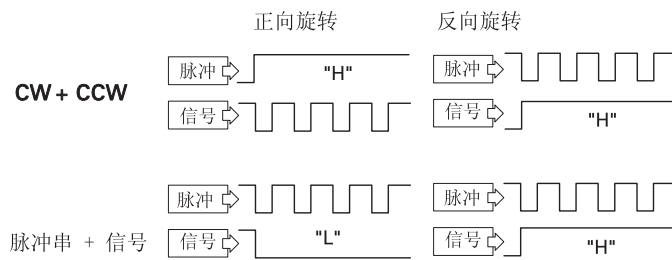 正向旋转 反向旋转
脉冲 "H" 脉冲
CW + CCW
信号 信号 "H"
脉冲 脉冲
脉冲串 + 信号 信号 "L" 信号 "H"